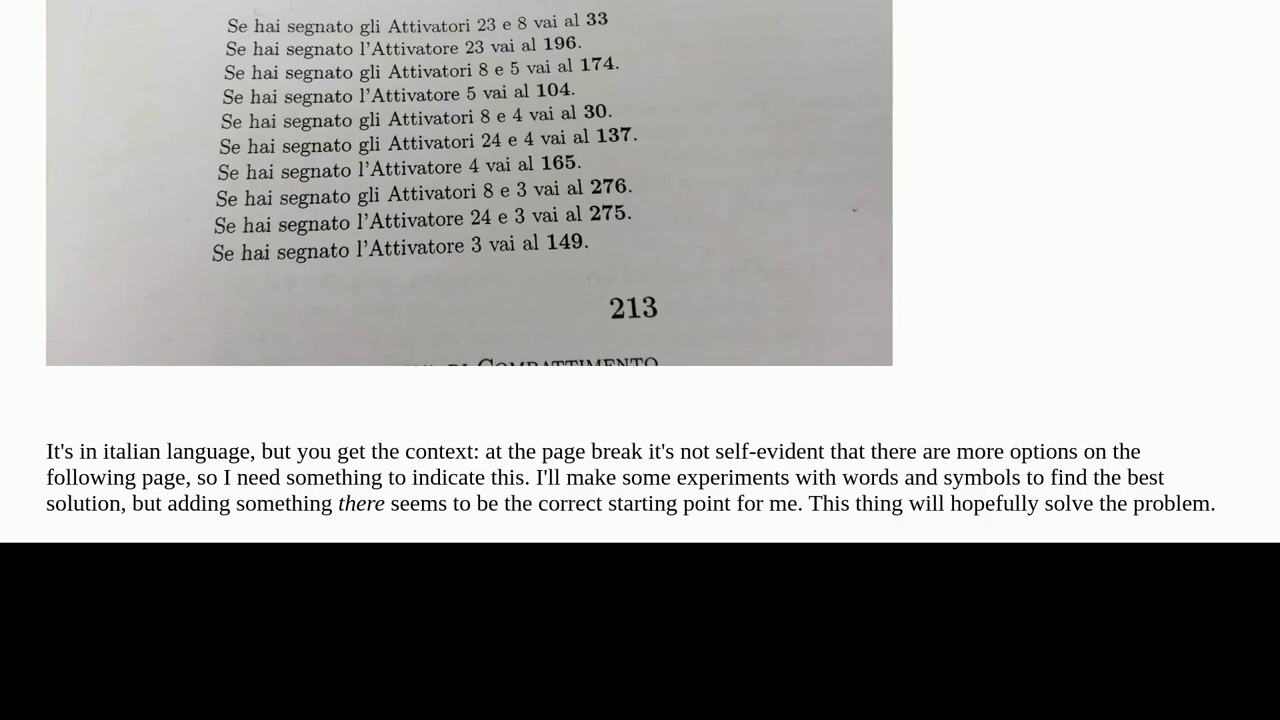 Se hai segnato gli Attivatori 23 e 8 vai al 33
Se hai segnato l'Attivatore 23 vai al 196.
Se hai segnato gli Attivatori 8 e 5 vai al 174.
Se hai segnato l'Attivatore 5 vai al 104.
Se hai segnato gli Attivatori 8 e 4 vai al 30.
Se hai segnato gli Attivatori 24 e 4 vai al 137.
Se hai segnato l'Attivatore 4 vai al 165.
Se hai segnato gli Attivatori 8 e 3 vai al 276.
Se hai segnato l'Attivatore 24 e 3 vai al 275.
Se hai segnato l'Attivatore 3 vai al 149.
213
DI COMBATTIMENTO
It's in italian language, but you get the context: at the page break it's not self-evident that there are more options on the
following page, so I need something to indicate this. I'll make some experiments with words and symbols to find the best
solution, but adding something there seems to be the correct starting point for me. This thing will hopefully solve the problem.